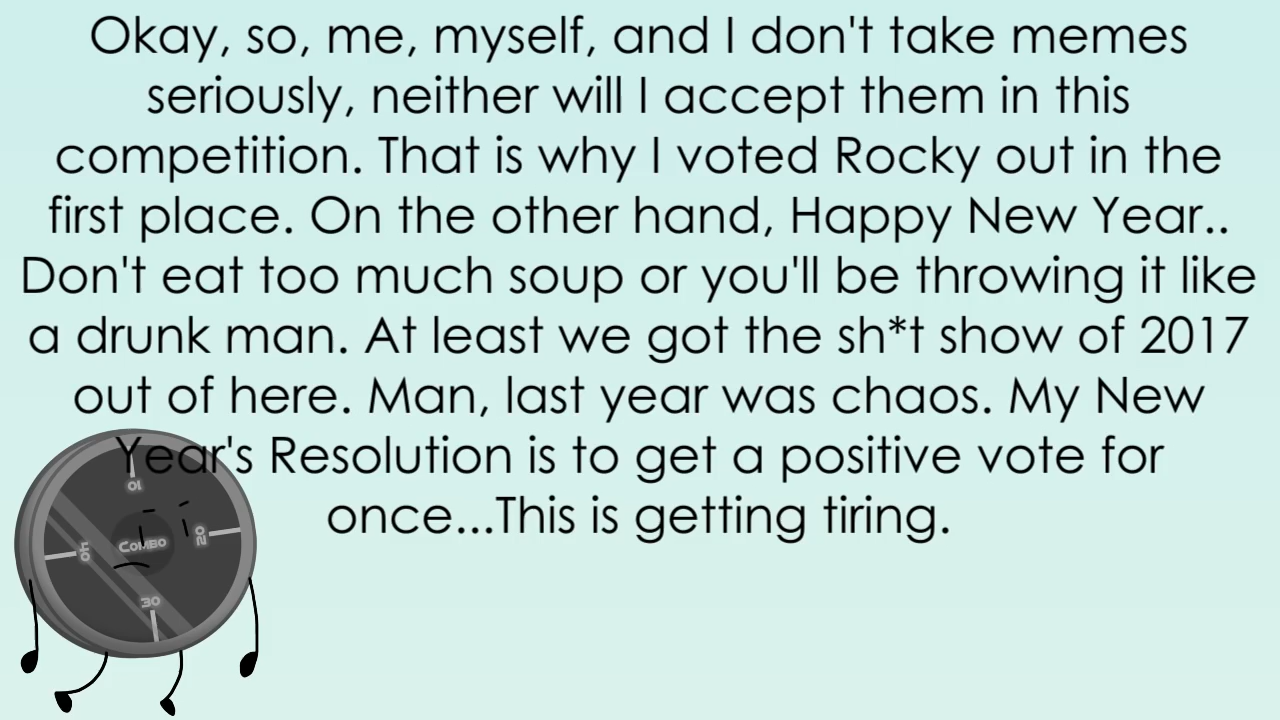 Okay, so, me, myself, and I don't take memes
seriously, neither will I accept them in this
competition. That is why I voted Rocky out in the
first place. On the other hand, Happy New Year..
Don't eat too much soup or you'll be throwing it like
a drunk man. At least we got the sh*t show of 2017
out of here. Man, last year was chaos. My New
Year's Resolution is to get a positive vote for
once...This is getting tiring.
10
20
Combo
40
30